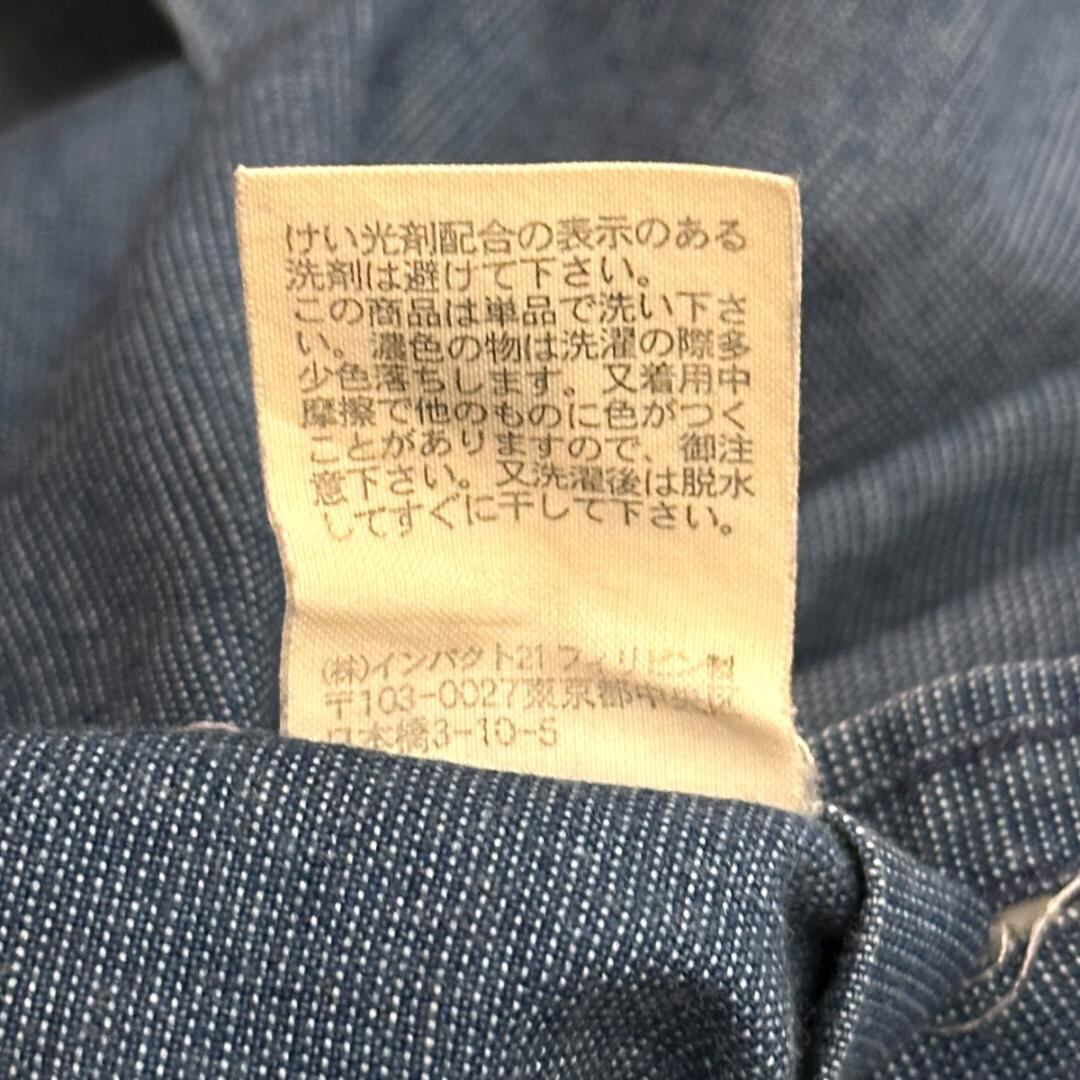 けい光剤配合の表示のある
洗剤は避けて下さい。
この商品は単品で洗い下さ
い。濃色の物は洗濯の際多
少色落ちします。又着用中
摩擦で他のものに色がつく
ことがありますので、御注
意下さい。又洗濯後は脱水
してすぐに干して下さい。
(株)インパクト21 フィリピン製
〒103-0027東京都中央区
日本橋3-10-5